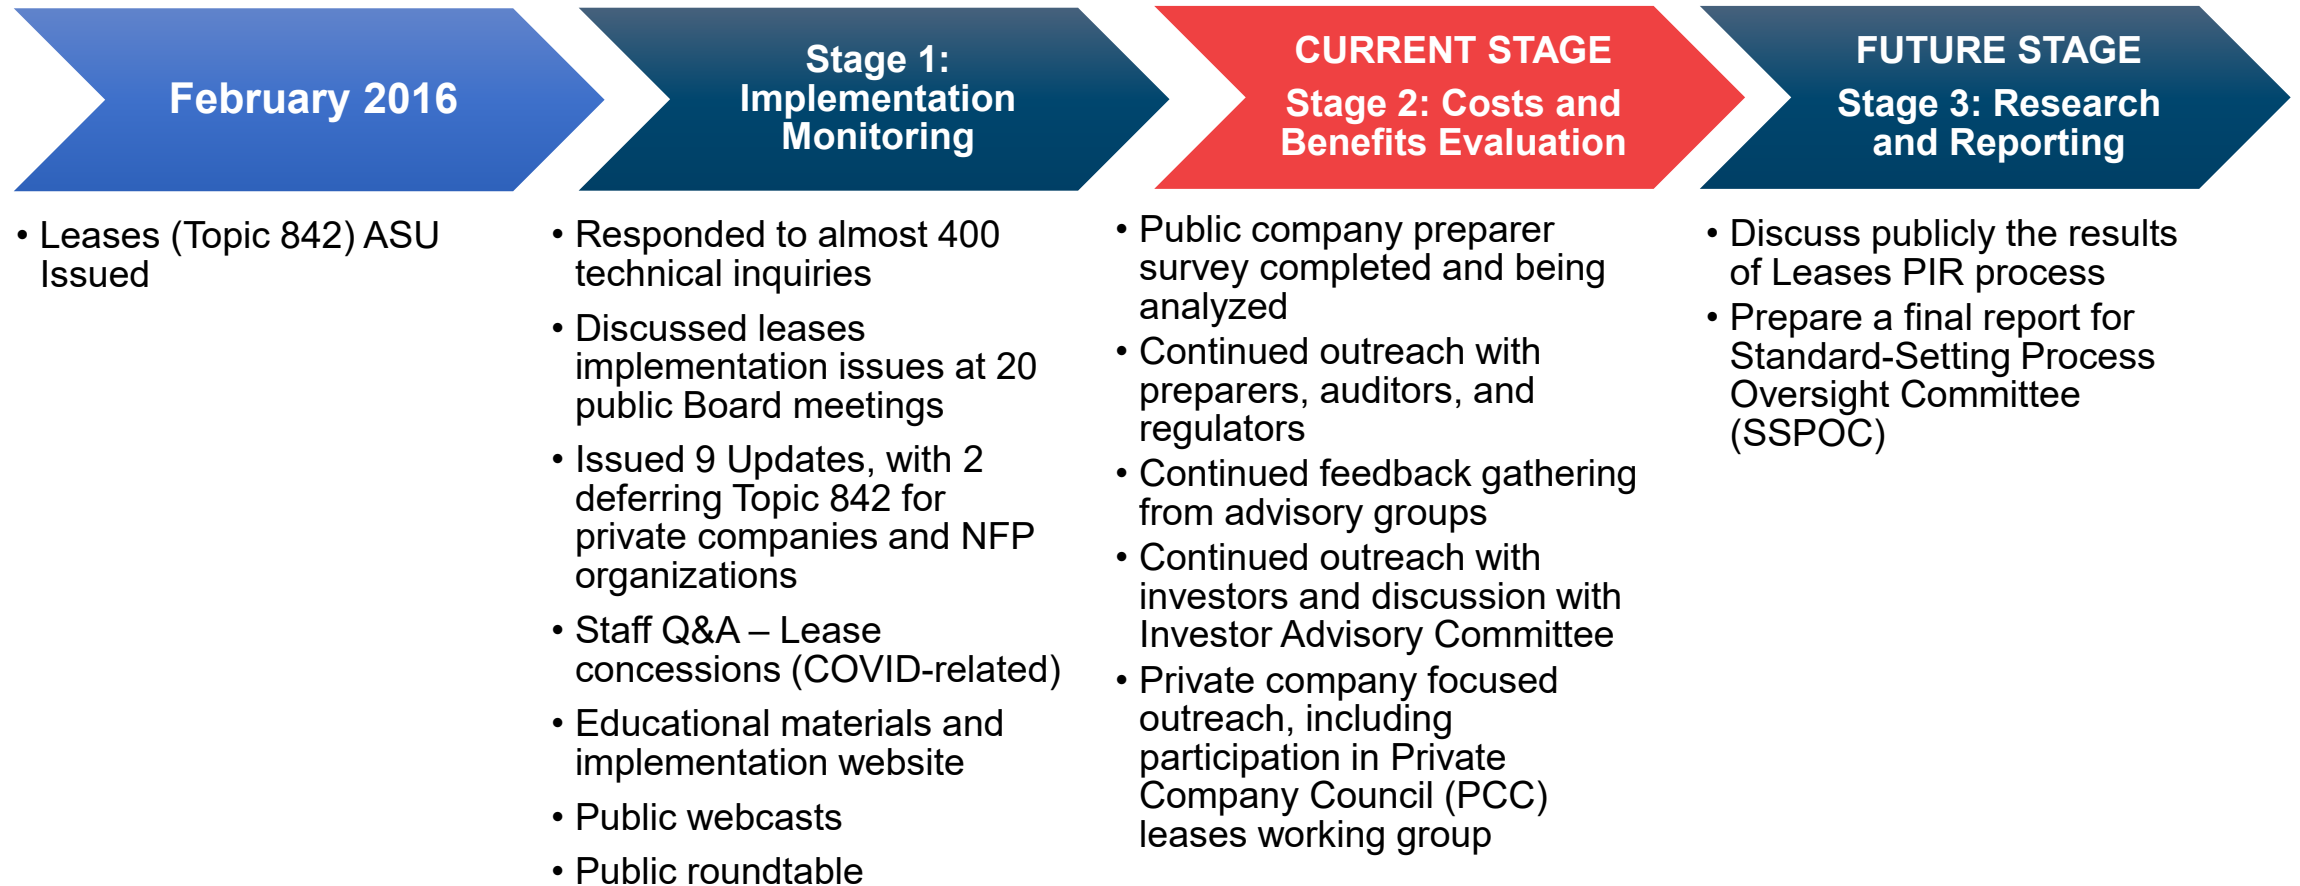 February 2016
• Leases (Topic 842) ASU
Issued
Stage 1:
Implementation
Monitoring
• Responded to almost 400
technical inquiries
• Discussed leases
implementation issues at 20
public Board meetings
• Issued 9 Updates, with 2
deferring Topic 842 for
private companies and NFP
organizations
• Staff Q&A – Lease
concessions (COVID-related)
• Educational materials and
implementation website
• Public webcasts
• Public roundtable
CURRENT STAGE
Stage 2: Costs and
Benefits Evaluation
• Public company preparer
survey completed and being
analyzed
• Continued outreach with
preparers, auditors, and
regulators
• Continued feedback gathering
from advisory groups
• Continued outreach with
investors and discussion with
Investor Advisory Committee
• Private company focused
outreach, including
participation in Private
Company Council (PCC)
leases working group
FUTURE STAGE
Stage 3: Research
and Reporting
• Discuss publicly the results
of Leases PIR process
• Prepare a final report for
Standard-Setting Process
Oversight Committee
(SSPOC)